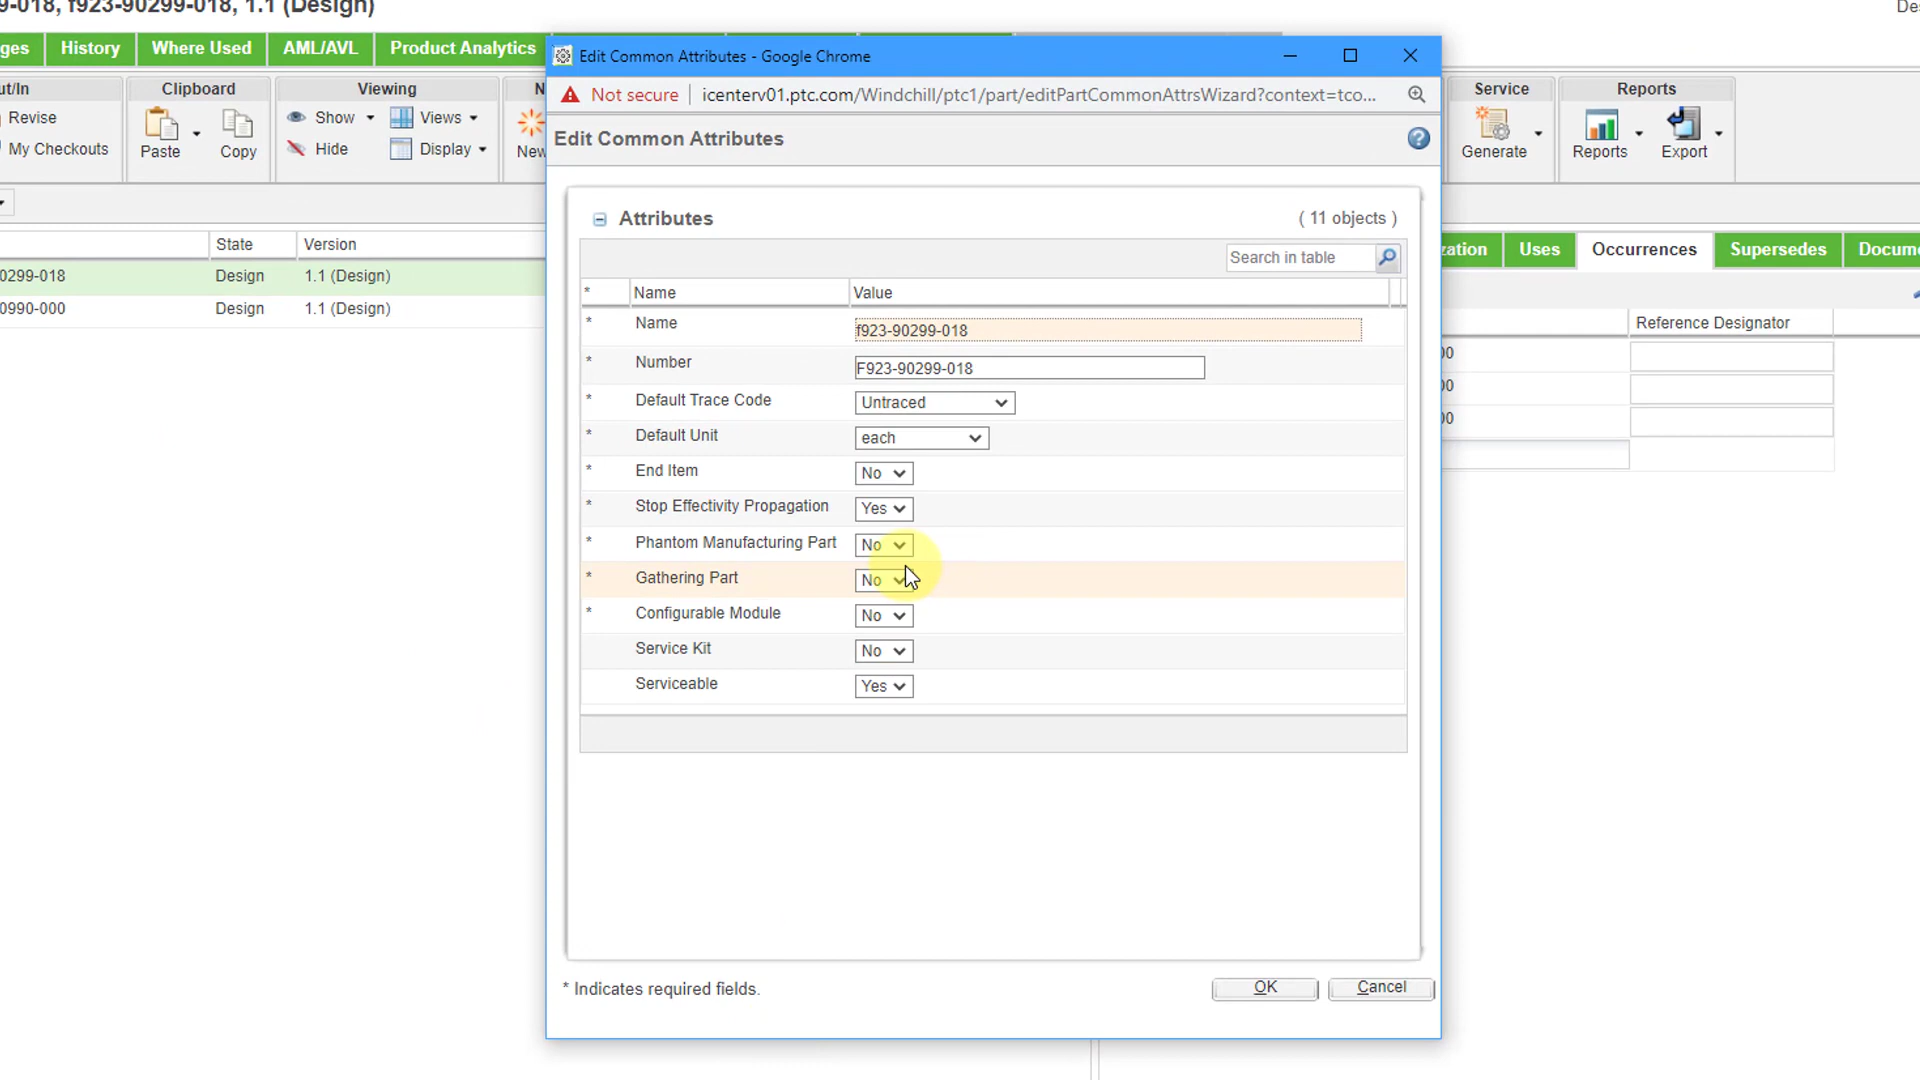 9-018, f923-90299-018, 1.1 (Design)
ges History Where Used AML/AVL Product Analytics
ut/In Clipboard Viewing
Revise Paste Copy Show Views
My Checkouts Hide Display
Service Reports
Generate Reports Export
State Version
0299-018 Design 1.1 (Design)
0990-000 Design 1.1 (Design)
Edit Common Attributes - Google Chrome
Not secure icenterv01.ptc.com/Windchill/ptc1/part/editPartCommonAttrsWizard?context=tco...
Edit Common Attributes
Attributes ( 11 objects )
Search in table
* Name Value
* Name f923-90299-018
* Number F923-90299-018
* Default Trace Code Untraced
* Default Unit each
* End Item No
* Stop Effectivity Propagation Yes
* Phantom Manufacturing Part No
* Gathering Part No
* Configurable Module No
Service Kit No
Serviceable Yes
* Indicates required fields.
OK Cancel
ization Uses Occurrences Supersedes Docume
Reference Designator
00
00
00